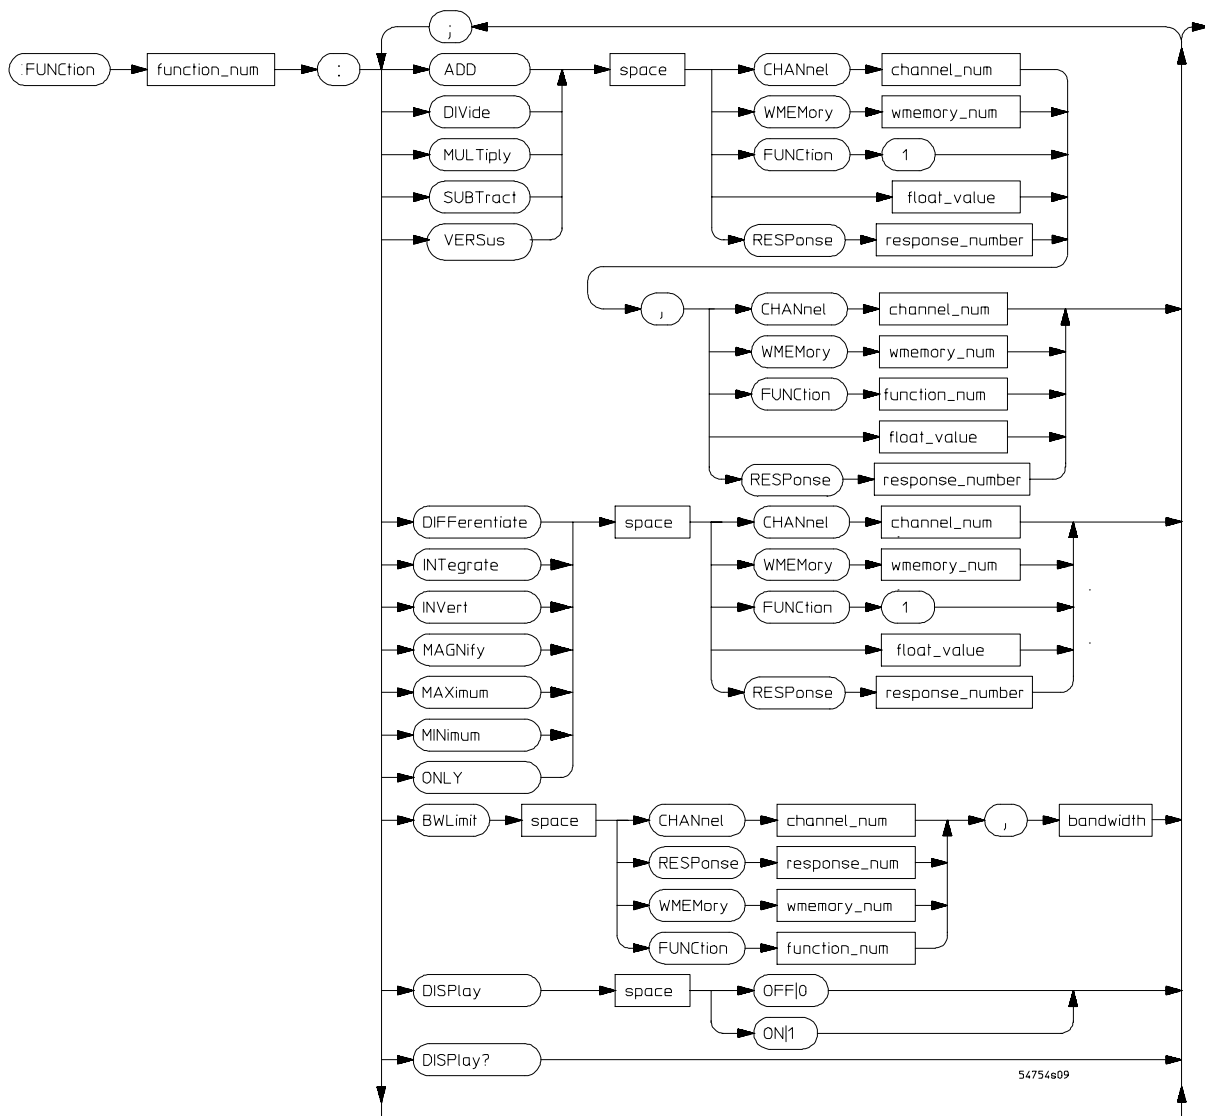 ;
:FUNCtion function_num : ADD space CHANnel channel_num
DIVide WMEMory wmemory_num
MULTiply FUNCtion 1
SUBTract float_value
VERSus RESPonse response_number
, CHANnel channel_num
WMEMory wmemory_num
FUNCtion function_num
float_value
RESPonse response_number
DIFFerentiate space CHANnel channel_num
INTegrate WMEMory wmemory_num
INVert FUNCtion 1
MAGNify float_value
MAXimum RESPonse response_number
MINimum
ONLY
BWLimit space CHANnel channel_num , bandwidth
RESPonse response_num
WMEMory wmemory_num
FUNCtion function_num
DISPlay space OFF|0
ON|1
DISPlay?
54754s09